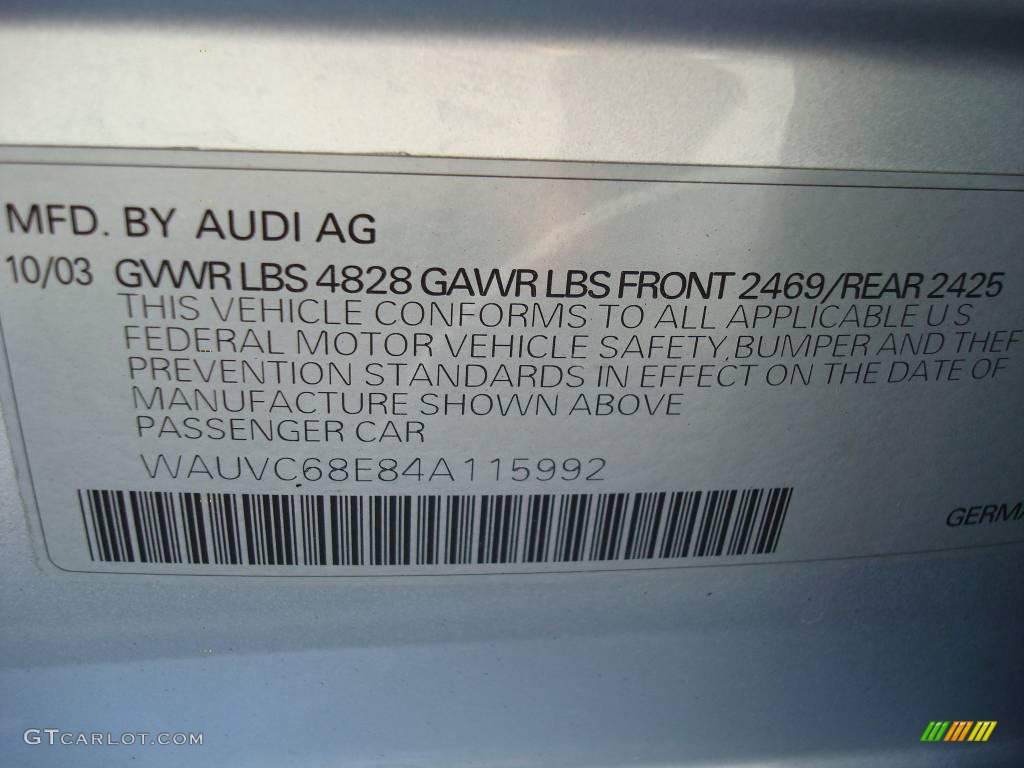 MFD. BY AUDI AG
10/03 GVWR LBS 4828 GAWR LBS FRONT 2469/REAR 2425
THIS VEHICLE CONFORMS TO ALL APPLICABLE U S
FEDERAL MOTOR VEHICLE SAFETY, BUMPER AND THEF
PREVENTION STANDARDS IN EFFECT ON THE DATE OF
MANUFACTURE SHOWN ABOVE
PASSENGER CAR
WAUVC68E84A115992
GERMA
GTCARLOT.COM